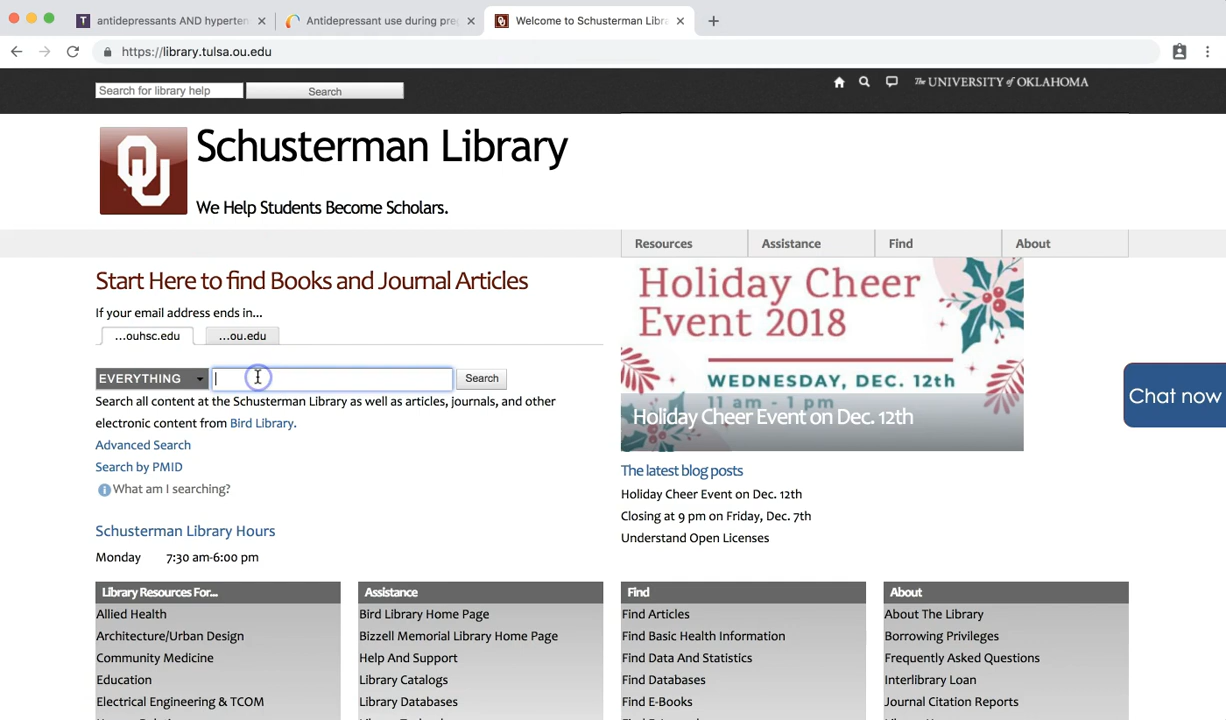 antidepressants AND hyperten
Antidepressant use during pre
Welcome to Schusterman Libra
https://library.tulsa.ou.edu
Search for library help
Search
The UNIVERSITY of OKLAHOMA
OU
Schusterman Library
We Help Students Become Scholars.
Resources
Assistance
Find
About
Start Here to find Books and Journal Articles
If your email address ends in...
...ouhsc.edu
...ou.edu
EVERYTHING
Search
Search all content at the Schusterman Library as well as articles, journals, and other
electronic content from Bird Library.
Advanced Search
Search by PMID
What am I searching?
Schusterman Library Hours
Monday 7:30 am-6:00 pm
Holiday Cheer
Event 2018
WEDNESDAY, DEC. 12th
11 am - 1 pm
Holiday Cheer Event on Dec. 12th
Chat now
The latest blog posts
Holiday Cheer Event on Dec. 12th
Closing at 9 pm on Friday, Dec. 7th
Understand Open Licenses
Library Resources For...
Allied Health
Architecture/Urban Design
Community Medicine
Education
Electrical Engineering & TCOM
Assistance
Bird Library Home Page
Bizzell Memorial Library Home Page
Help And Support
Library Catalogs
Library Databases
Find
Find Articles
Find Basic Health Information
Find Data And Statistics
Find Databases
Find E-Books
About
About The Library
Borrowing Privileges
Frequently Asked Questions
Interlibrary Loan
Journal Citation Reports